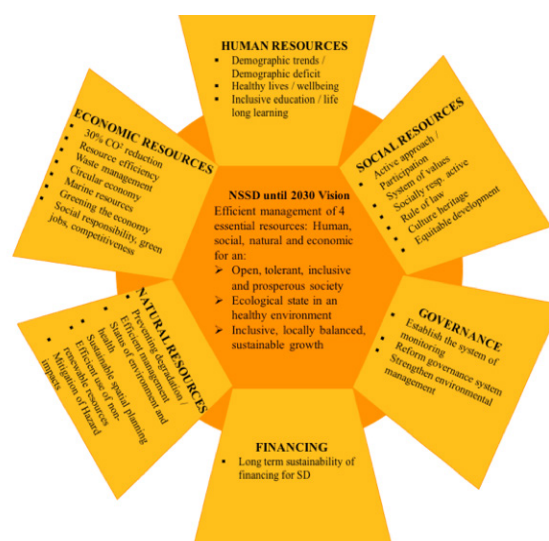 HUMAN RESOURCES
Demographic trends /
Demographic deficit
Healthy lives / wellbeing
Inclusive education / life
long learning
SOCIAL RESOURCES
Active approach /
Participation
System of values
Socially resp. active
Rule of law
Culture heritage
Equitable development
GOVERNANCE
Establish the system of
monitoring
Reform governance system
Strengthen environmental
management
FINANCING
Long term sustainability of
financing for SD
NATURAL RESOURCES
Preventing degradation /
Efficient management
Status of environment and
health
Sustainable spatial planning
Efficient use of non-
renewable resources
Mitigation of Hazard
impacts
ECONOMIC RESOURCES
30% CO² reduction
Resource efficiency
Waste management
Circular economy
Marine resources
Greening the economy
Social responsibility, green
jobs, competitiveness
NSSD until 2030 Vision
Efficient management of 4
essential resources: Human,
social, natural and economic
for an:
Open, tolerant, inclusive
and prosperous society
Ecological state in an
healthy environment
Inclusive, locally balanced,
sustainable growth